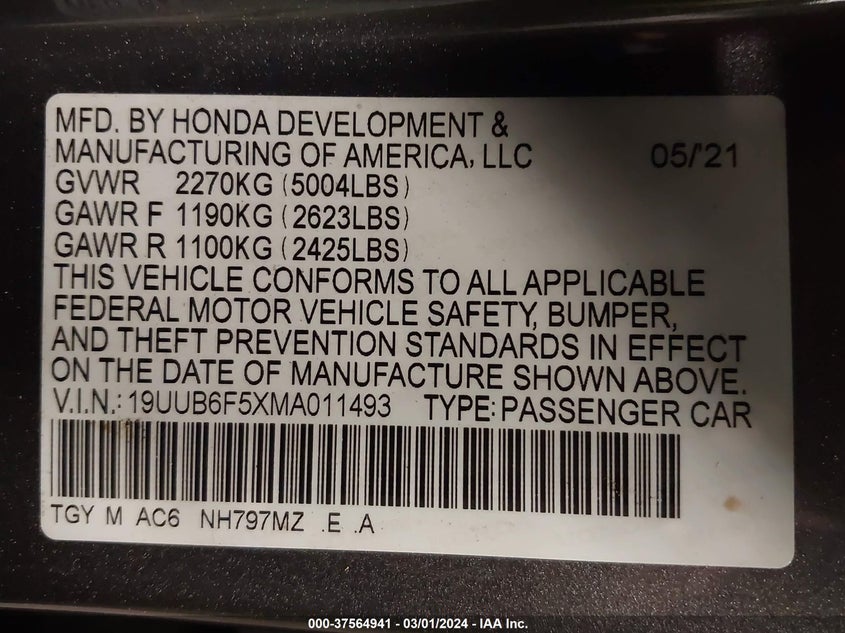 MFD. BY HONDA DEVELOPMENT &
MANUFACTURING OF AMERICA, LLC 05/'21
GVWR 2270KG (5004LBS)
GAWR F 1190KG (2623LBS)
GAWR R 1100KG (2425LBS)
THIS VEHICLE CONFORMS TO ALL APPLICABLE
FEDERAL MOTOR VEHICLE SAFETY, BUMPER,
AND THEFT PREVENTION STANDARDS IN EFFECT
ON THE DATE OF MANUFACTURE SHOWN ABOVE.
V.I.N.: 19UUB6F5XMA011493 TYPE: PASSENGER CAR
TGY M AC6 NH797MZ .E .A
000-37564941 - 03/01/2024 - IAA Inc.